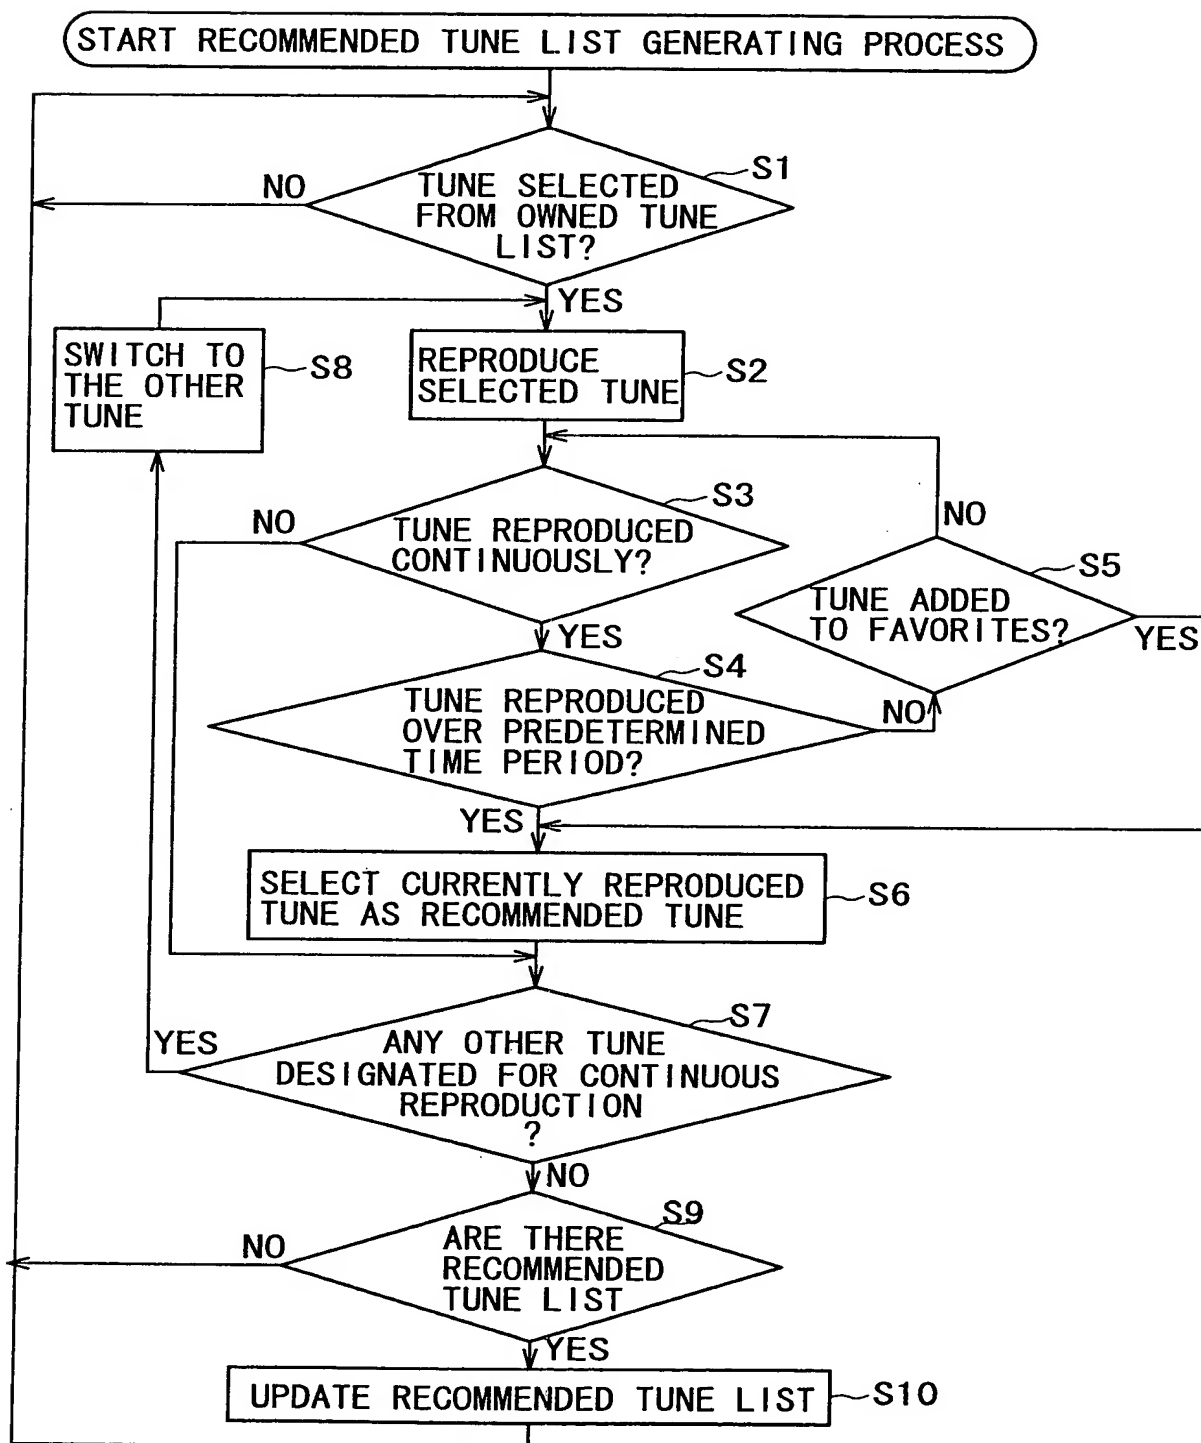 START RECOMMENDED TUNE LIST GENERATING PROCESS
S1
NO
TUNE SELECTED
FROM OWNED TUNE
LIST?
YES
SWITCH TO
THE OTHER
TUNE
S8
REPRODUCE
SELECTED TUNE
S2
S3
NO
TUNE REPRODUCED
CONTINUOUSLY?
NO
S5
TUNE ADDED
TO FAVORITES?
YES
YES
S4
TUNE REPRODUCED
OVER PREDETERMINED
TIME PERIOD?
NO
YES
SELECT CURRENTLY REPRODUCED
TUNE AS RECOMMENDED TUNE
S6
S7
YES
ANY OTHER TUNE
DESIGNATED FOR CONTINUOUS
REPRODUCTION
?
NO
S9
NO
ARE THERE
RECOMMENDED
TUNE LIST
YES
UPDATE RECOMMENDED TUNE LIST
S10